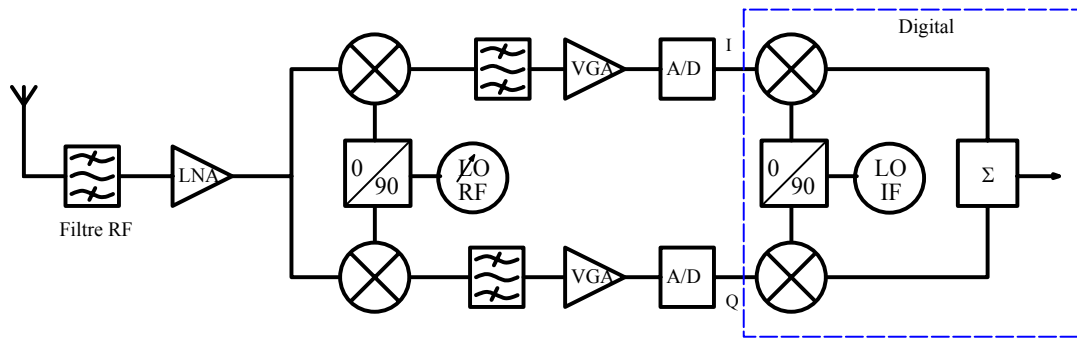 Digital
I
VGA
A/D
LNA
Filtre RF
0
90
LO
RF
0
90
LO
IF
Σ
VGA
A/D
Q